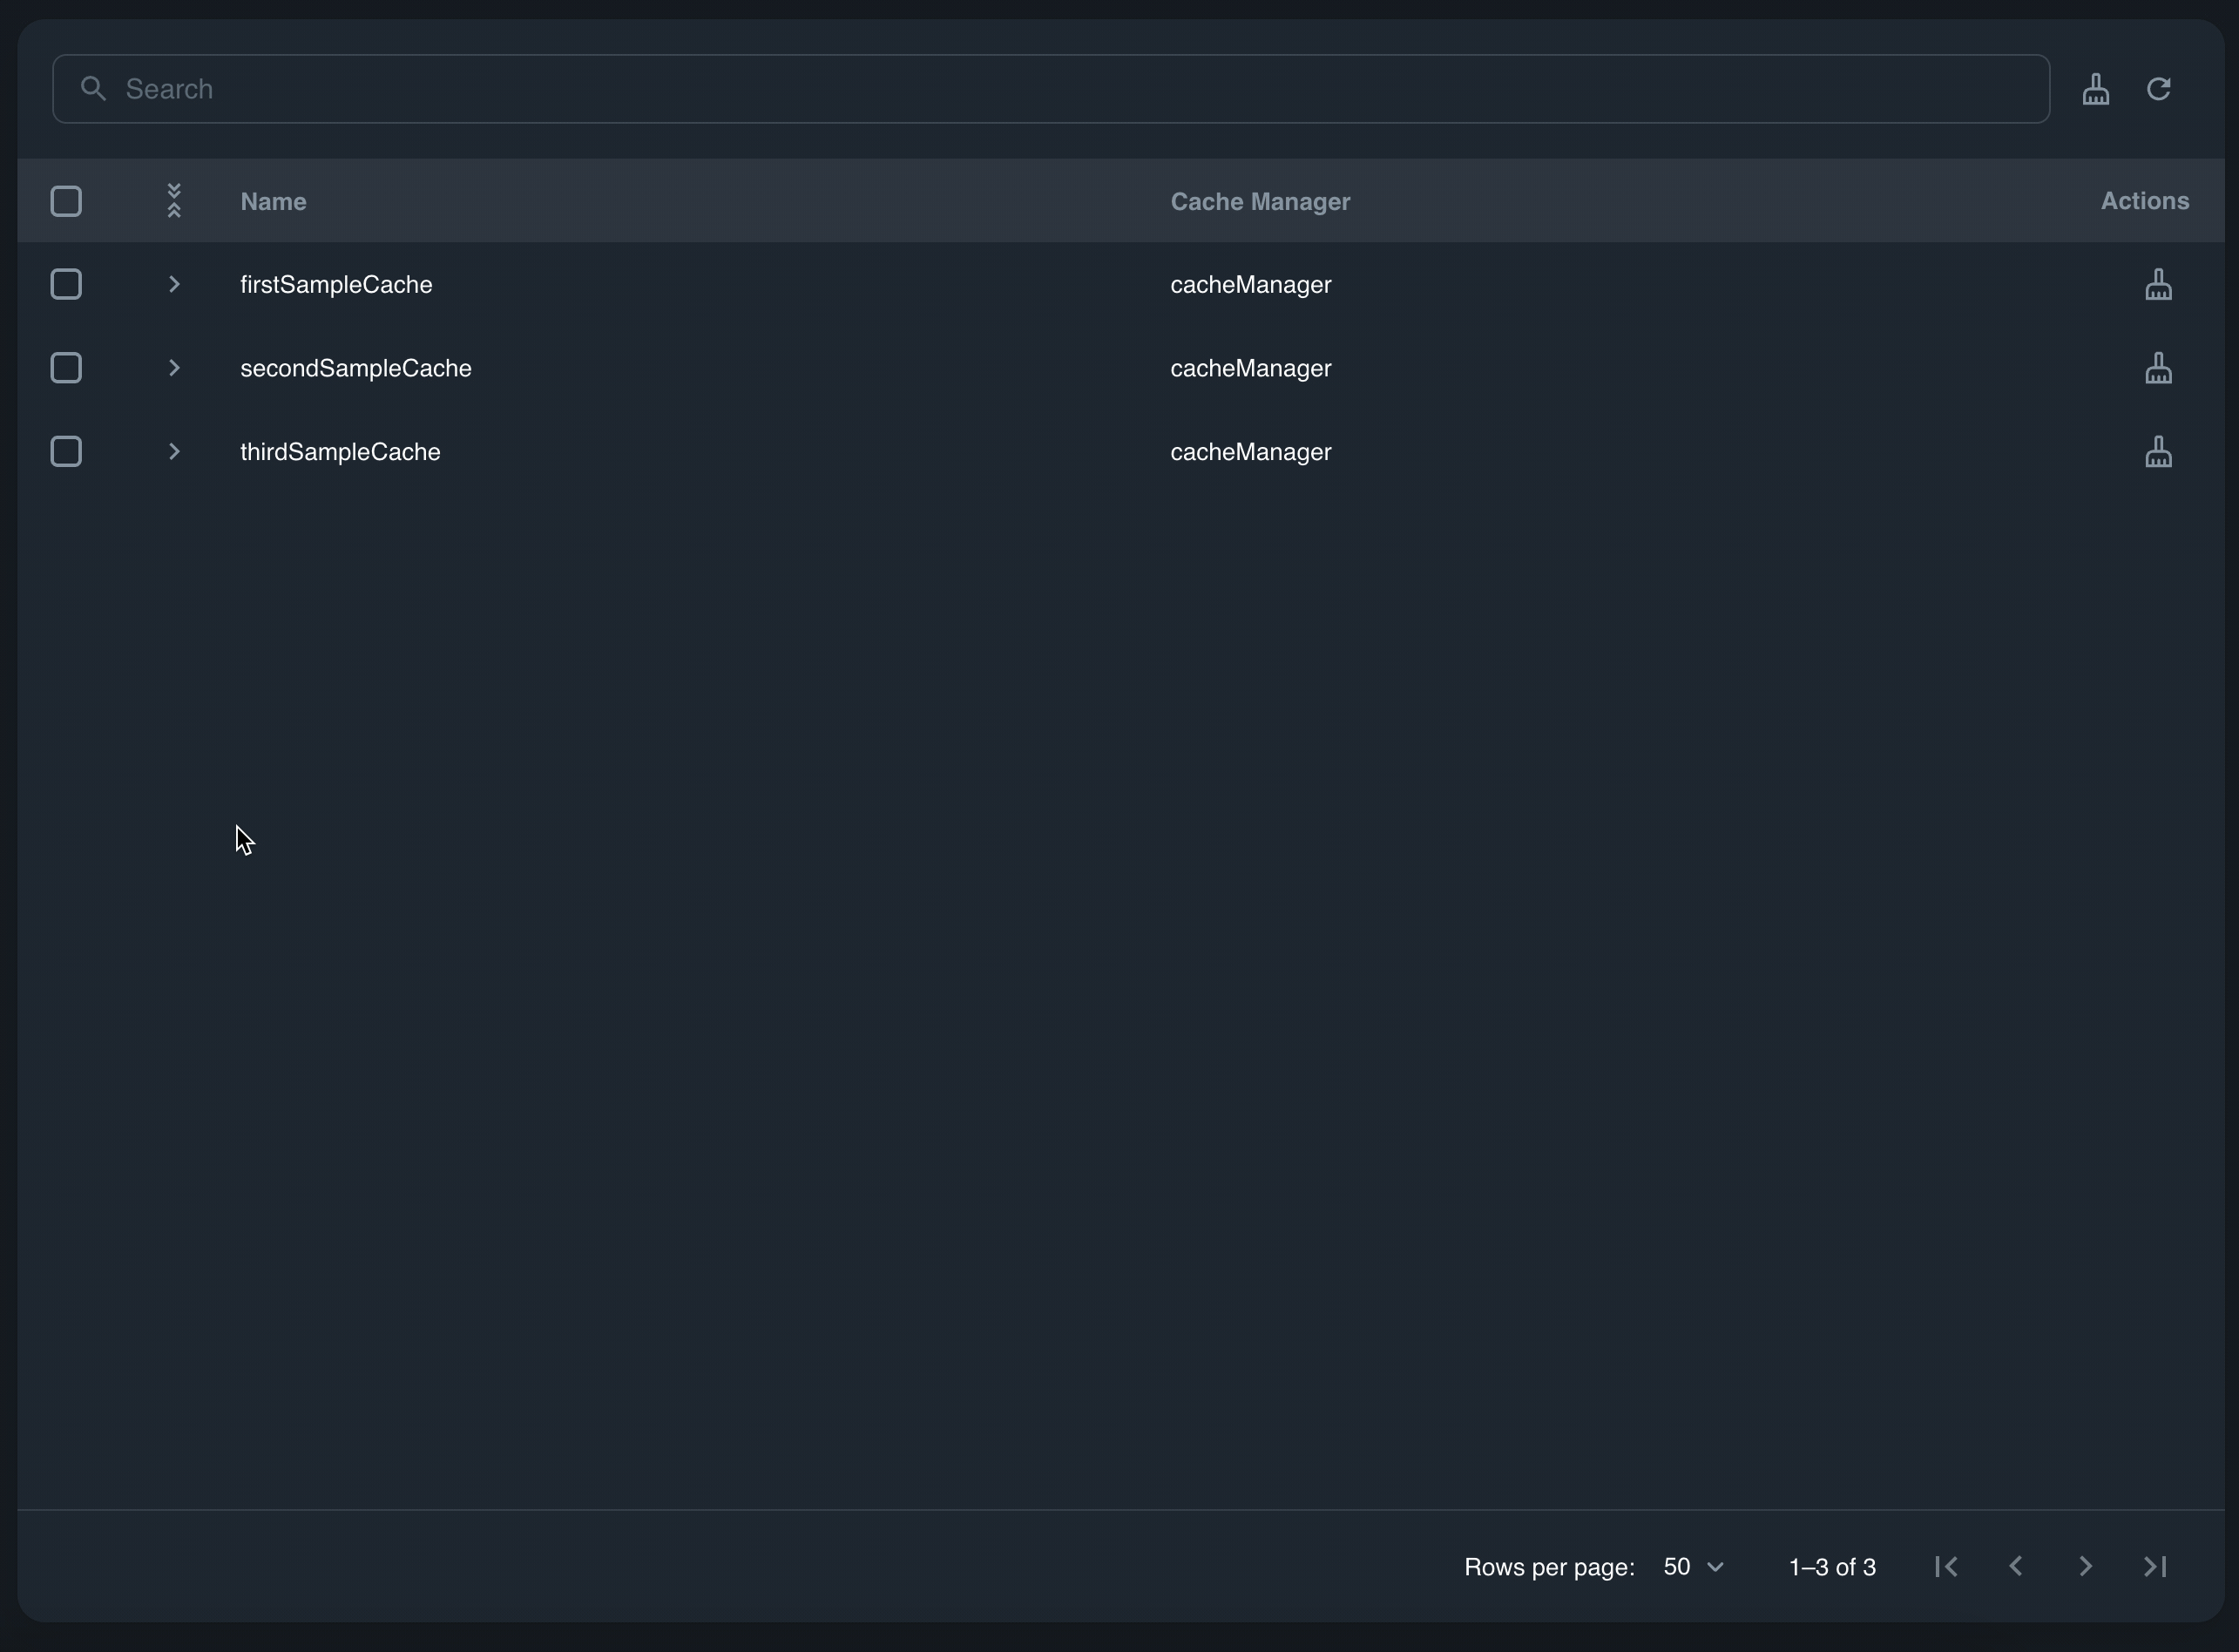 Search
Name Cache Manager Actions
firstSampleCache cacheManager
secondSampleCache cacheManager
thirdSampleCache cacheManager
Rows per page: 50 1–3 of 3